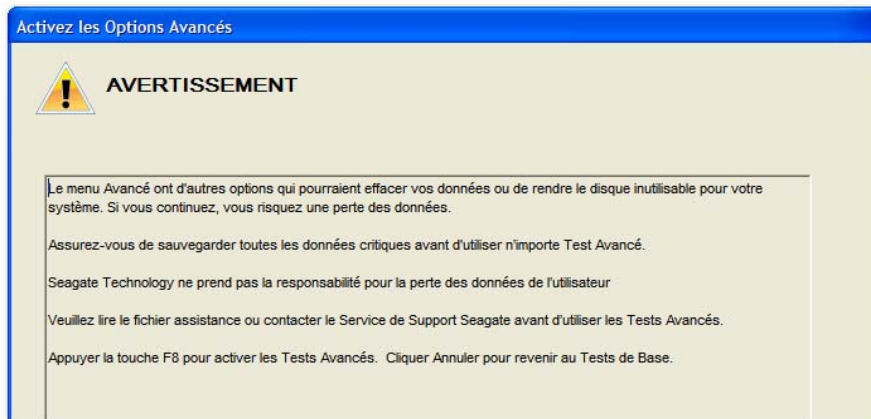 Activez les Options Avancés
AVERTISSEMENT
Le menu Avancé ont d'autres options qui pourraient effacer vos données ou de rendre le disque inutilisable pour votre
système. Si vous continuez, vous risquez une perte des données.
Assurez-vous de sauvegarder toutes les données critiques avant d'utiliser n'importe Test Avancé.
Seagate Technology ne prend pas la responsabilité pour la perte des données de l'utilisateur
Veuillez lire le fichier assistance ou contacter le Service de Support Seagate avant d'utiliser les Tests Avancés.
Appuyer la touche F8 pour activer les Tests Avancés.  Cliquer Annuler pour revenir au Tests de Base.